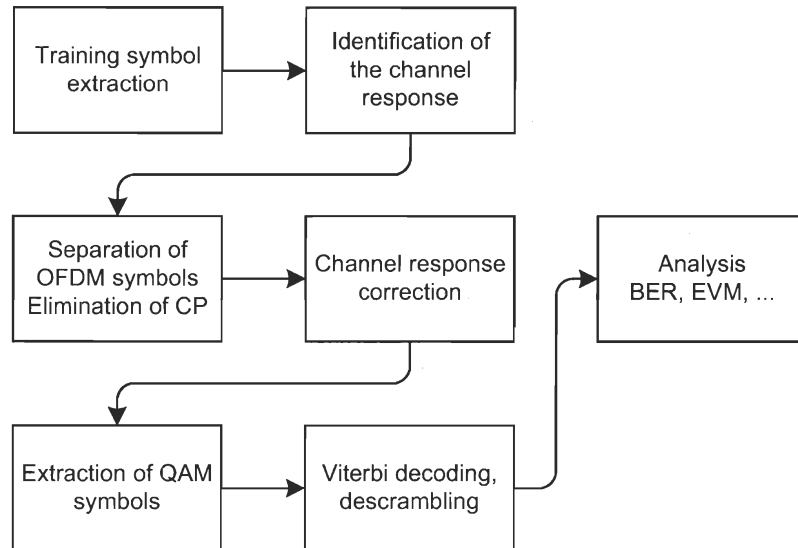 Training symbol
extraction
Identification of
the channel
response
Separation of
OFDM symbols
Elimination of CP
Channel response
correction
Analysis
BER, EVM, ...
Extraction of QAM
symbols
Viterbi decoding,
descrambling